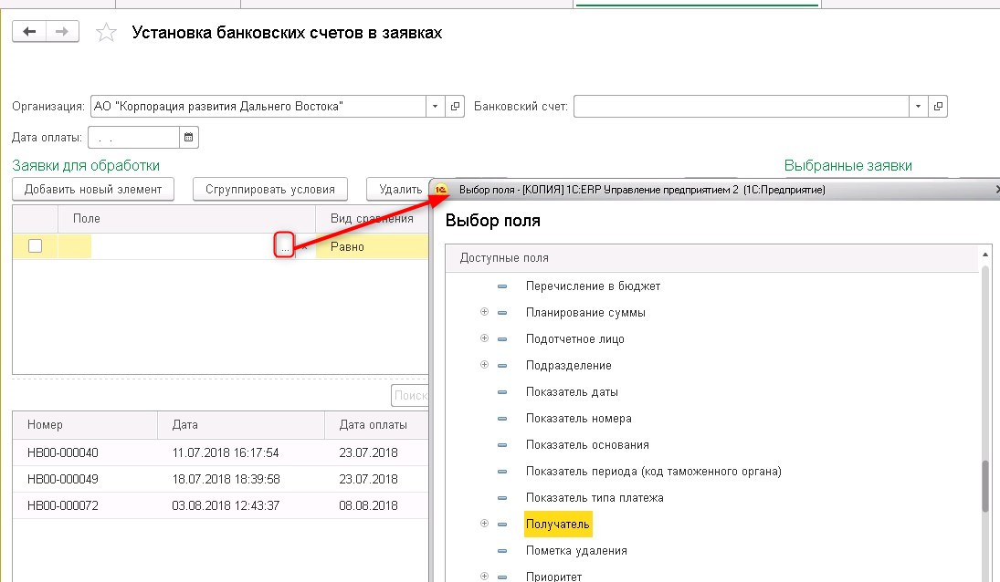 Установка банковских счетов в заявках
Организация: АО "Корпорация развития Дальнего Востока" Банковский счет:
Дата оплаты: . .
Заявки для обработки Выбранные заявки
Добавить новый элемент Сгруппировать условия Удалить
Выбор поля - [КОПИЯ] 1С:ERP Управление предприятием 2 (1С:Предприятие)
Поле Вид сравнения
Выбор поля
... × Равно
Доступные поля
Перечисление в бюджет
Планирование суммы
Подотчетное лицо
Подразделение
Показатель даты
Показатель номера
Показатель основания
Показатель периода (код таможенного органа)
Показатель типа платежа
Получатель
Пометка удаления
Приоритет
Поиск
Номер Дата Дата оплаты
НВ00-000040 11.07.2018 16:17:54 23.07.2018
НВ00-000049 18.07.2018 18:39:58 23.07.2018
НВ00-000072 03.08.2018 12:43:37 08.08.2018